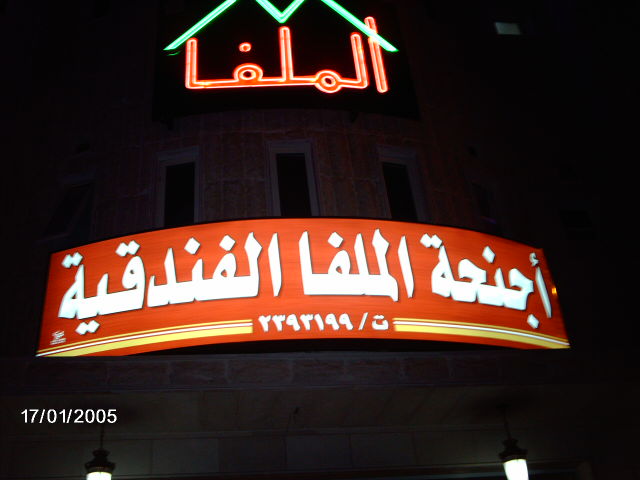 الملفا
أجنحة الملفا الفندقية
ت/ ٢٣٩٣١٩٩
17/01/2005